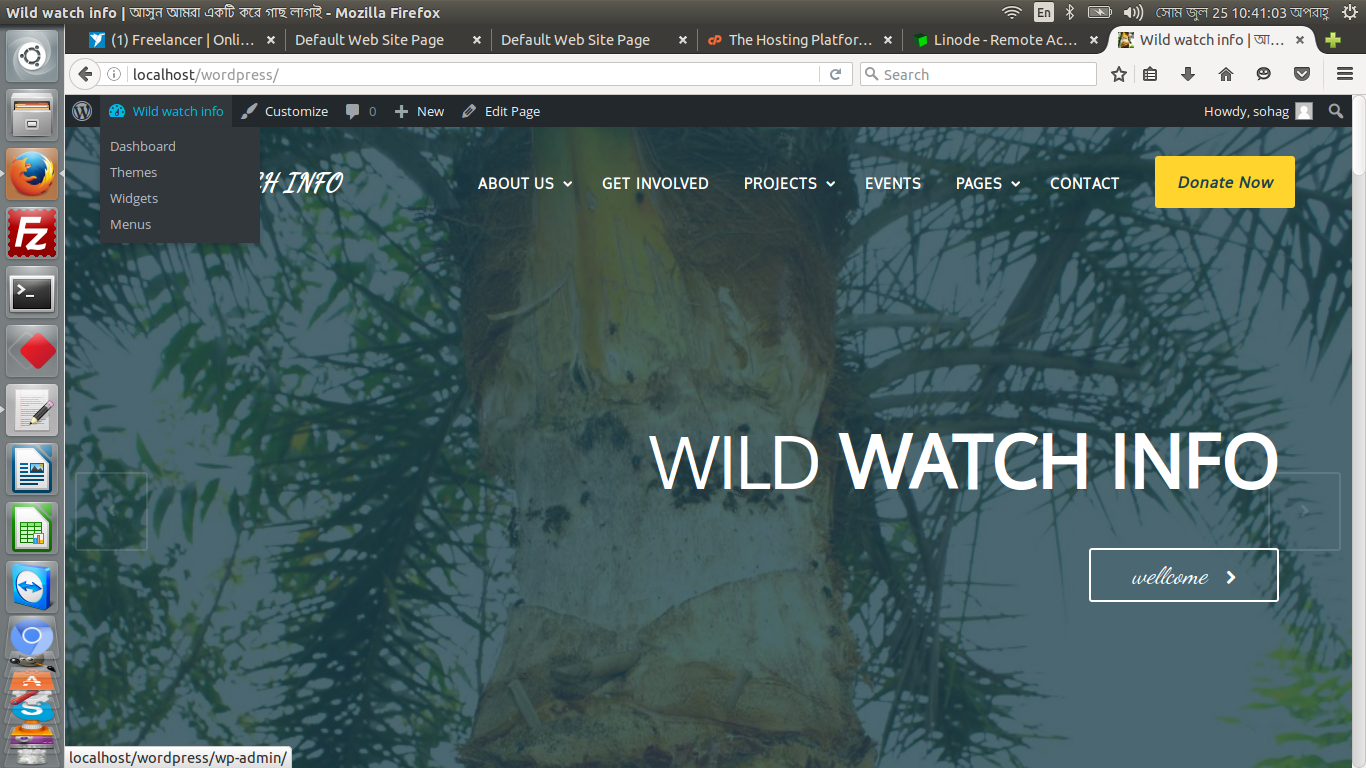 Wild watch info | আসুন আমরা একটি করে গাছ লাগাই - Mozilla Firefox
En
সোম জুল 25 10:41:03 অপরাহ্ণ
(1) Freelancer | Onli...
Default Web Site Page
Default Web Site Page
cP The Hosting Platfor...
Linode - Remote Ac...
Wild watch info | আ...
localhost/wordpress/
Search
Wild watch info
Customize
0
New
Edit Page
Howdy, sohag
Dashboard
Themes
Widgets
Menus
INFO
ABOUT US
GET INVOLVED
PROJECTS
EVENTS
PAGES
CONTACT
Donate Now
WILD WATCH INFO
wellcome
localhost/wordpress/wp-admin/